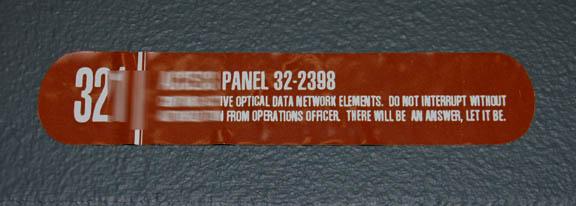 32
PANEL 32-2398
OPTICAL DATA NETWORK ELEMENTS. DO NOT INTERRUPT WITHOUT
FROM OPERATIONS OFFICER. THERE WILL BE AN ANSWER, LET IT BE.